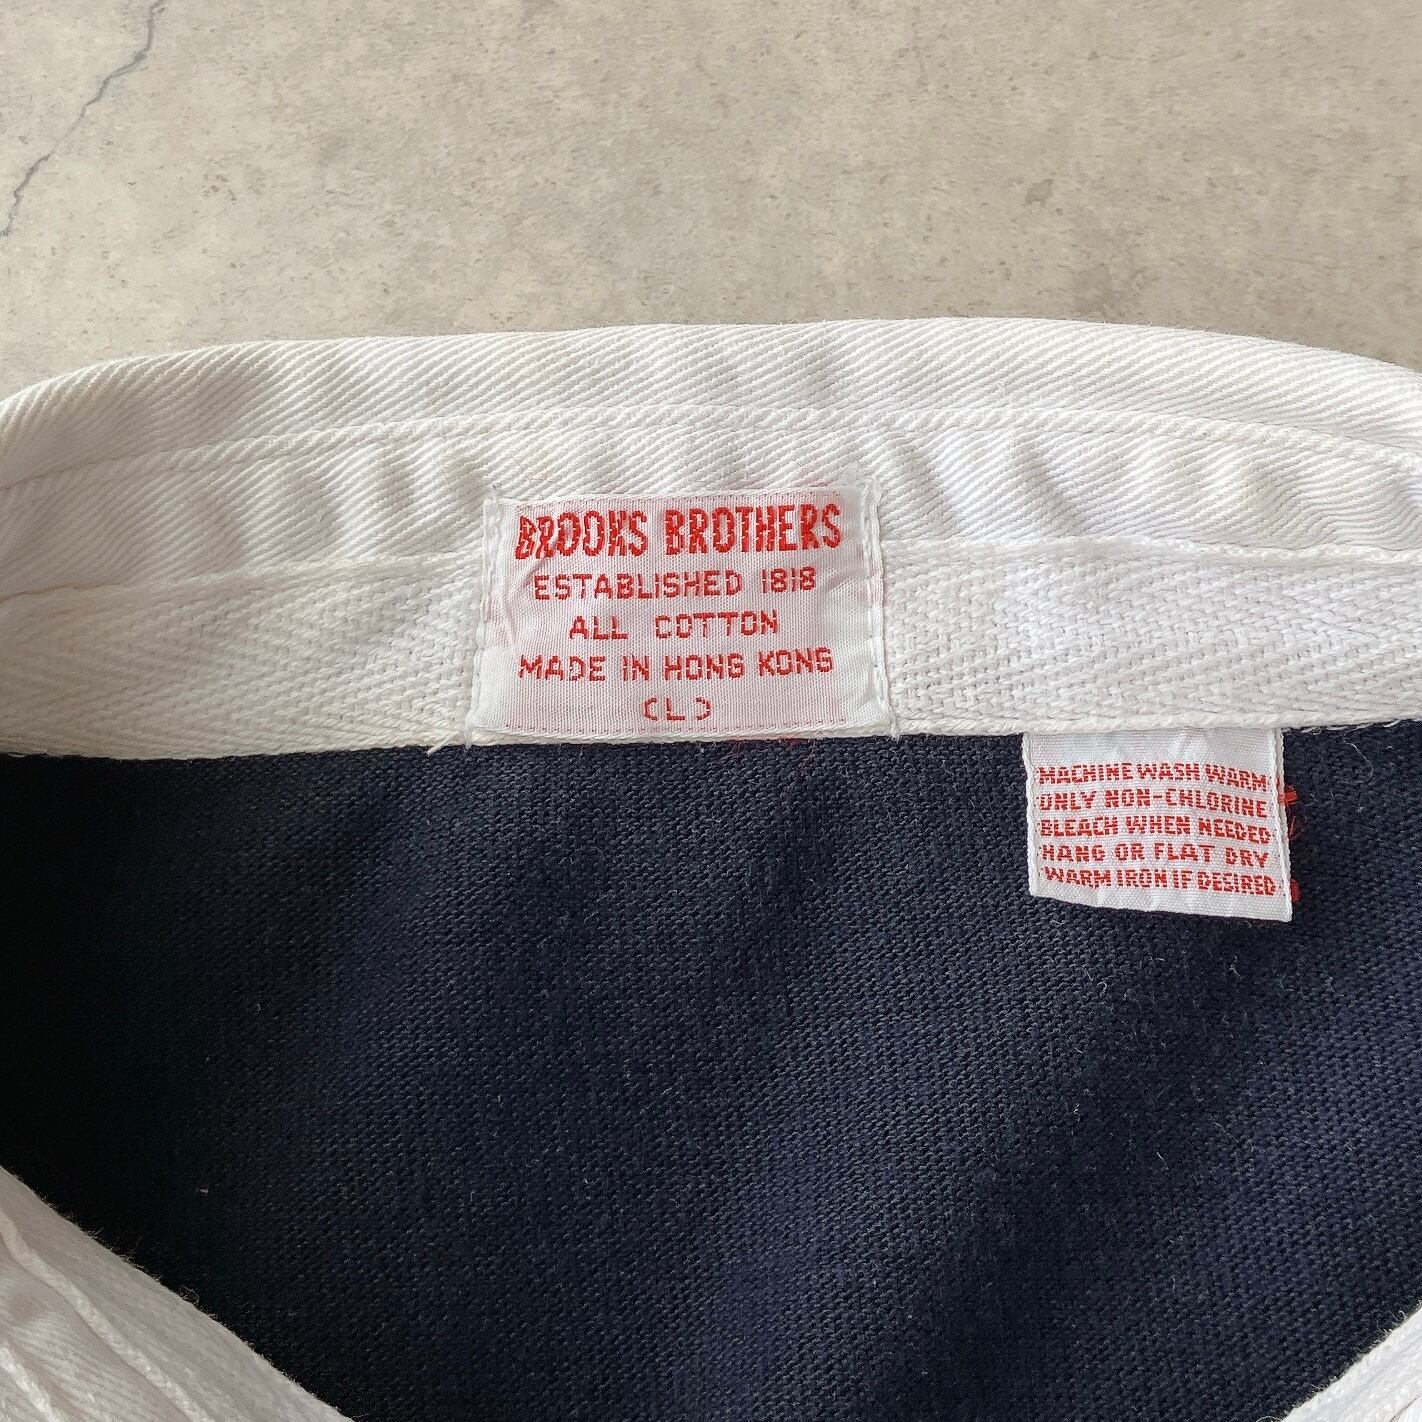 BROOKS BROTHERS
ESTABLISHED 1818
ALL COTTON
MADE IN HONG KONG
(L)
MACHINE WASH WARM
ONLY NON-CHLORINE
BLEACH WHEN NEEDED
HANG OR FLAT DRY
WARM IRON IF DESIRED